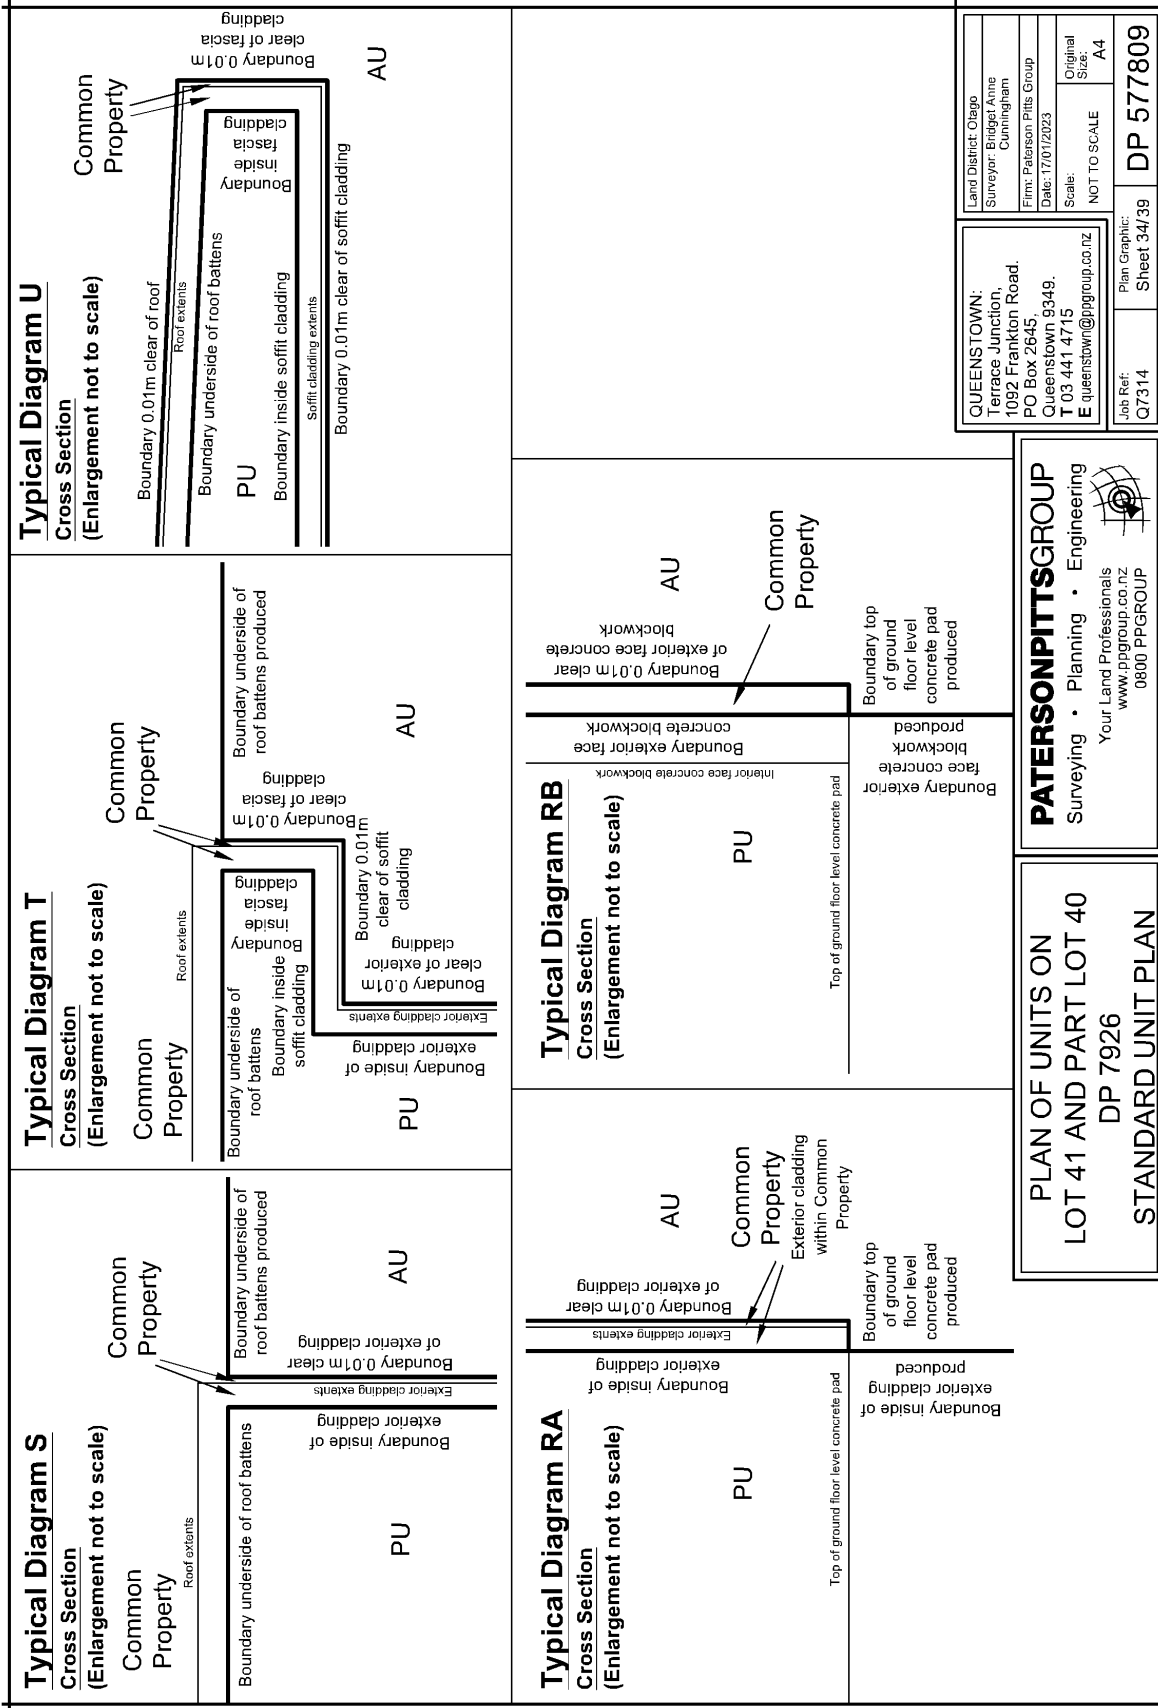 Typical Diagram S
Cross Section
(Enlargement not to scale)
Common
Property
Common
Property
Roof extents
Boundary underside of roof battens
Boundary underside of
roof battens produced
Boundary inside of
exterior cladding
Exterior cladding extents
Boundary 0.01m clear
of exterior cladding
PU
AU
Typical Diagram T
Cross Section
(Enlargement not to scale)
Common
Property
Common
Property
Roof extents
Boundary underside of
roof battens
Boundary inside
soffit cladding
Boundary
inside
fascia
cladding
Boundary underside of
roof battens produced
Boundary 0.01m
clear of fascia
cladding
Boundary 0.01m
clear of soffit
cladding
Boundary 0.01m
clear of exterior
cladding
Exterior cladding extents
Boundary inside of
exterior cladding
PU
AU
Typical Diagram U
Cross Section
(Enlargement not to scale)
Common
Property
Boundary 0.01m clear of roof
Roof extents
Boundary underside of roof battens
PU
Boundary inside soffit cladding
Soffit cladding extents
Boundary 0.01m clear of soffit cladding
Boundary
inside
fascia
cladding
Boundary 0.01m
clear of fascia
cladding
AU
Typical Diagram RA
Cross Section
(Enlargement not to scale)
Boundary inside of
exterior cladding
Exterior cladding extents
Boundary 0.01m clear
of exterior cladding
PU
AU
Common
Property
Exterior cladding
within Common
Property
Top of ground floor level concrete pad
Boundary top
of ground
floor level
concrete pad
produced
Boundary inside of
exterior cladding
produced
Typical Diagram RB
Cross Section
(Enlargement not to scale)
Interior face concrete blockwork
Boundary exterior face
concrete blockwork
Boundary 0.01m clear
of exterior face concrete
blockwork
PU
AU
Common
Property
Top of ground floor level concrete pad
Boundary top
of ground
floor level
concrete pad
produced
Boundary exterior
face concrete
blockwork
produced
PLAN OF UNITS ON
LOT 41 AND PART LOT 40
DP 7926
STANDARD UNIT PLAN
PATERSONPITTSGROUP
Surveying • Planning • Engineering
Your Land Professionals
www.ppgroup.co.nz
0800 PPGROUP
QUEENSTOWN:
Terrace Junction,
1092 Frankton Road.
PO Box 2645,
Queenstown 9349.
T 03 441 4715
E queenstown@ppgroup.co.nz
Land District: Otago
Surveyor: Bridget Anne
Cunningham
Firm: Paterson Pitts Group
Date: 17/01/2023
Scale:
NOT TO SCALE
Original
Size:
A4
Job Ref:
Q7314
Plan Graphic:
Sheet 34/39
DP 577809